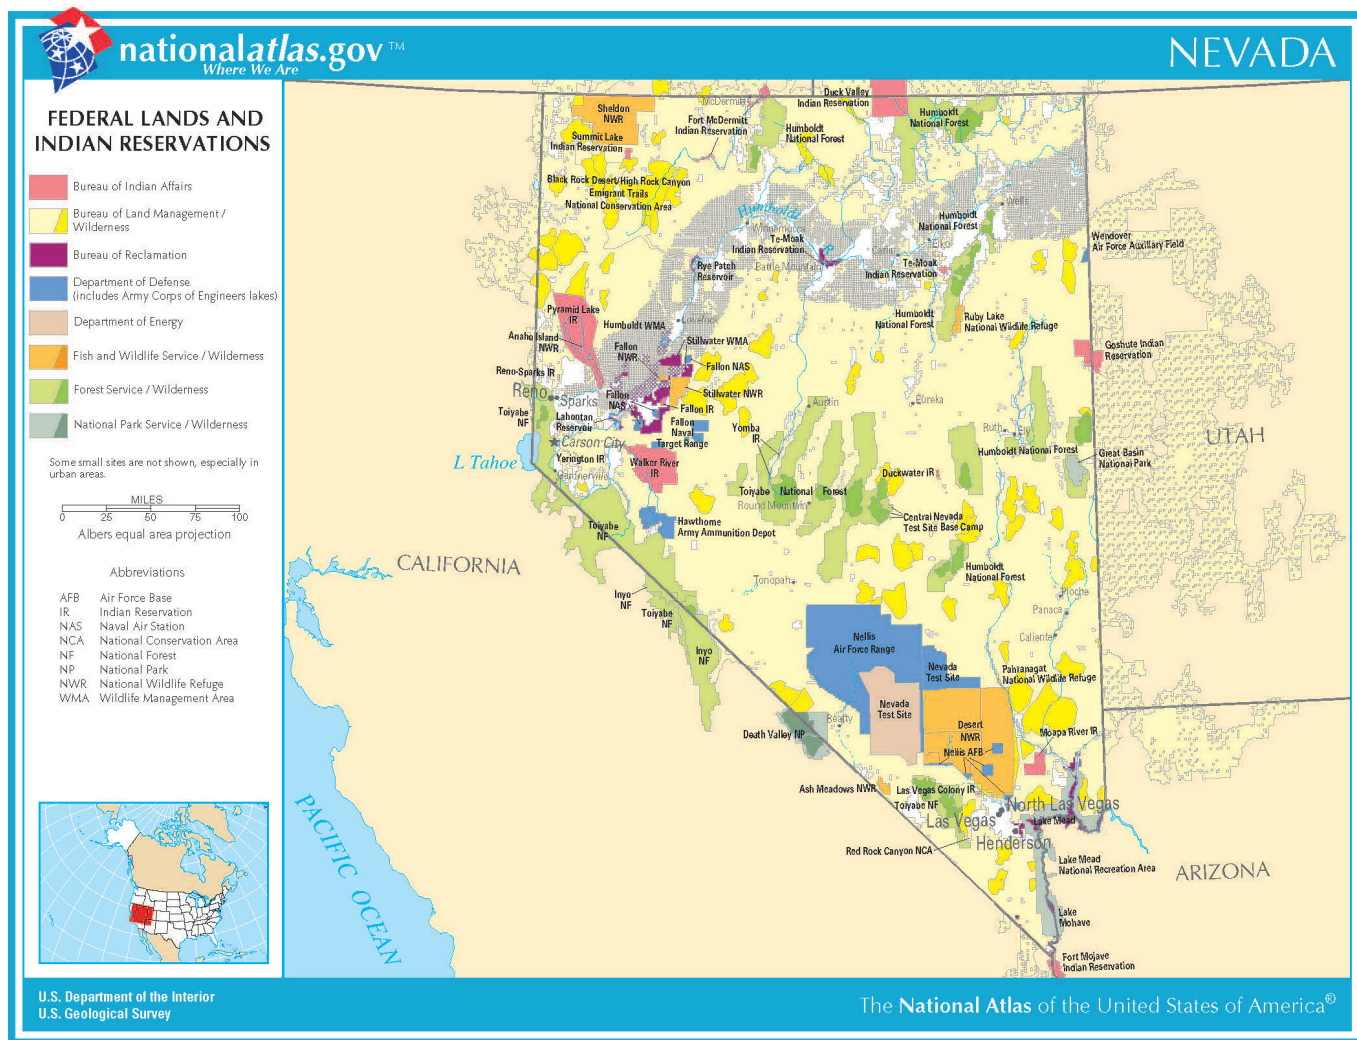 nationalatlas.gov™
Where We Are
NEVADA
FEDERAL LANDS AND
INDIAN RESERVATIONS
Bureau of Indian Affairs
Bureau of Land Management /
Wilderness
Bureau of Reclamation
Department of Defense
(includes Army Corps of Engineers lakes)
Department of Energy
Fish and Wildlife Service / Wilderness
Forest Service / Wilderness
National Park Service / Wilderness
Some small sites are not shown, especially in
urban areas.
MILES
0 25 50 75 100
Albers equal area projection
Abbreviations
AFB Air Force Base
IR Indian Reservation
NAS Naval Air Station
NCA National Conservation Area
NF National Forest
NP National Park
NWR National Wildlife Refuge
WMA Wildlife Management Area
Sheldon
NWR
Summit Lake
Indian Reservation
Black Rock Desert/High Rock Canyon
Emigrant Trails
National Conservation Area
McDermitt
Fort McDermitt
Indian Reservation
Humboldt
National Forest
Duck Valley
Indian Reservation
Humboldt
National Forest
Humboldt
R
Winnemucca
Te-Moak
Indian Reservation
Battle Mountain
Rye Patch
Reservoir
Wells
Humboldt
National Forest
Elko
Carlin
Te-Moak
Indian Reservation
Wendover
Air Force Auxiliary Field
Humboldt
National Forest
Ruby Lake
National Wildlife Refuge
Goshute Indian
Reservation
Pyramid Lake
IR
Anaho Island
NWR
Humboldt WMA
Lovelock
Fallon
NWR
Stillwater WMA
Fallon NAS
Stillwater NWR
Reno-Sparks IR
Reno
Sparks
Fallon
NAS
Fallon IR
Toiyabe
NF
Lahontan
Reservoir
Fallon
Naval
Target Range
Carson City
L Tahoe
Yerington IR
Gardnerville
Walker River
IR
Yomba
IR
Austin
Eureka
Ruth
Ely
Humboldt National Forest
Great Basin
National Park
UTAH
Duckwater IR
Toiyabe National Forest
Round Mountain
Central Nevada
Test Site Base Camp
Hawthorne
Army Ammunition Depot
Toiyabe
NF
CALIFORNIA
Humboldt
National Forest
Tonopah
Inyo
NF
Toiyabe
NF
Inyo
NF
Pioche
Panaca
Caliente
Nellis
Air Force Range
Nevada
Test Site
Pahranagat
National Wildlife Refuge
Nevada
Test Site
Beatty
Death Valley NP
Desert
NWR
Nellis AFB
Moapa River IR
Ash Meadows NWR
Las Vegas Colony IR
Toiyabe NF
North Las Vegas
Las Vegas
Lake Mead
Henderson
Red Rock Canyon NCA
Lake Mead
National Recreation Area
ARIZONA
Lake
Mohave
Fort Mojave
Indian Reservation
PACIFIC OCEAN
U.S. Department of the Interior
U.S. Geological Survey
The National Atlas of the United States of America®